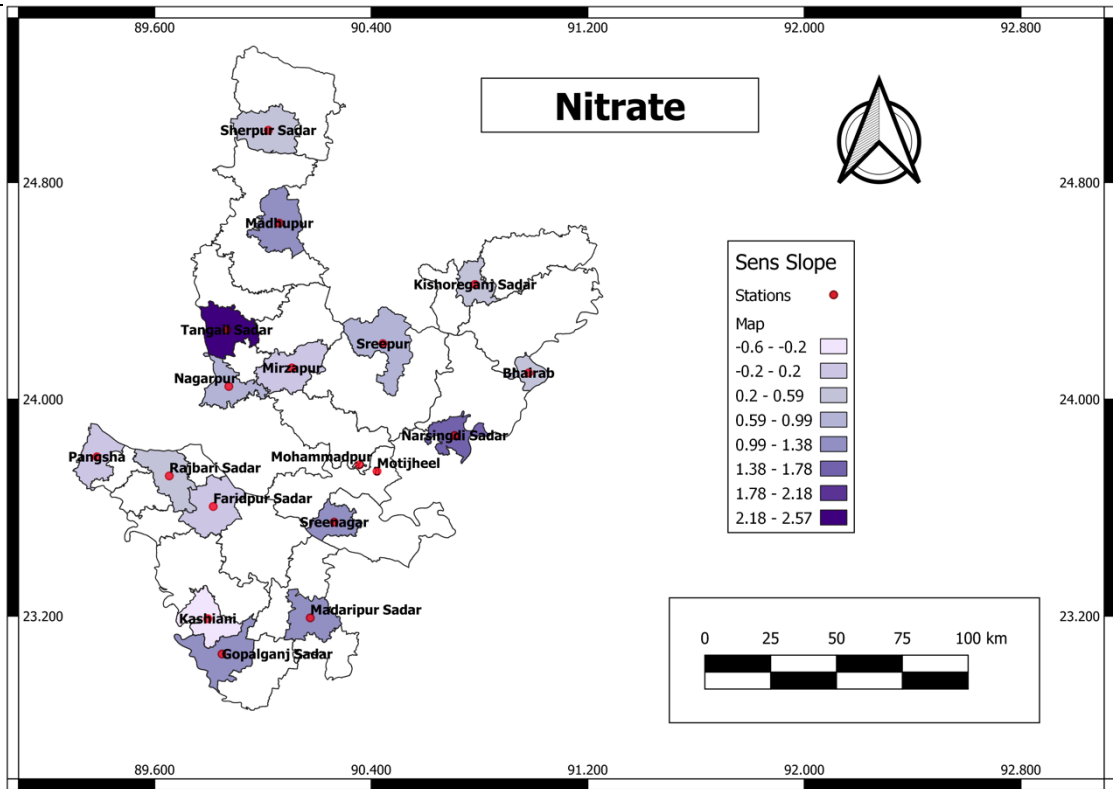 89.600 90.400 91.200 92.000 92.800
Nitrate
Sherpur Sadar
24.800 24.800
Madhupur
Sens Slope
Kishoreganj Sadar
Stations
Map
Tangail Sadar
Sreepur
-0.6 - -0.2
Mirzapur
-0.2 - 0.2
Nagarpur
Bhairab
0.2 - 0.59
24.000 24.000
0.59 - 0.99
Narsingdi Sadar
0.99 - 1.38
Pangsha
Mohammadpur
Motijheel
1.38 - 1.78
Rajbari Sadar
1.78 - 2.18
Faridpur Sadar
2.18 - 2.57
Sreenagar
Kashiani
Madaripur Sadar
23.200 23.200
0 25 50 75 100 km
Gopalganj Sadar
89.600 90.400 91.200 92.000 92.800